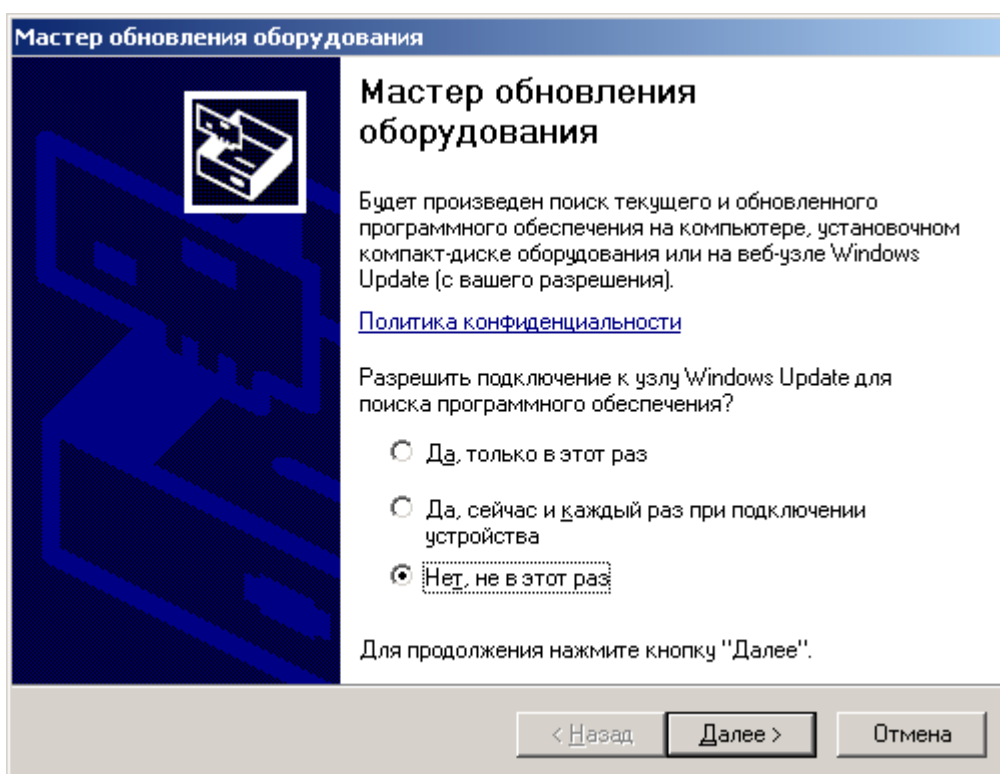 Мастер обновления оборудования
Мастер обновления
оборудования
Будет произведен поиск текущего и обновленного
программного обеспечения на компьютере, установочном
компакт-диске оборудования или на веб-узле Windows
Update (с вашего разрешения).
Политика конфиденциальности
Разрешить подключение к узлу Windows Update для
поиска программного обеспечения?
Да, только в этот раз
Да, сейчас и каждый раз при подключении
устройства
Нет, не в этот раз
Для продолжения нажмите кнопку "Далее".
< Назад
Далее >
Отмена